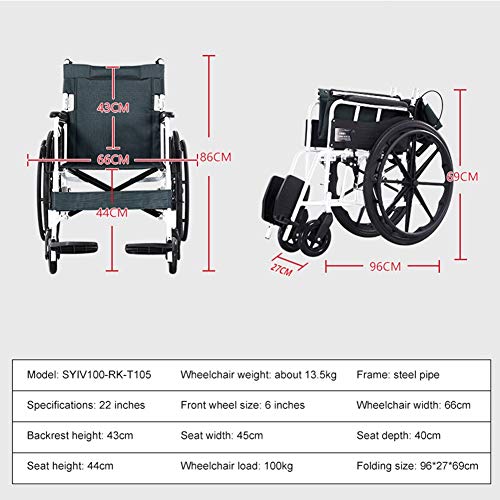 43CM
66CM
86CM
44CM
69CM
27CM
96CM
Model: SYIV100-RK-T105 Wheelchair weight: about 13.5kg Frame: steel pipe
Specifications: 22 inches Front wheel size: 6 inches Wheelchair width: 66cm
Backrest height: 43cm Seat width: 45cm Seat depth: 40cm
Seat height: 44cm Wheelchair load: 100kg Folding size: 96*27*69cm